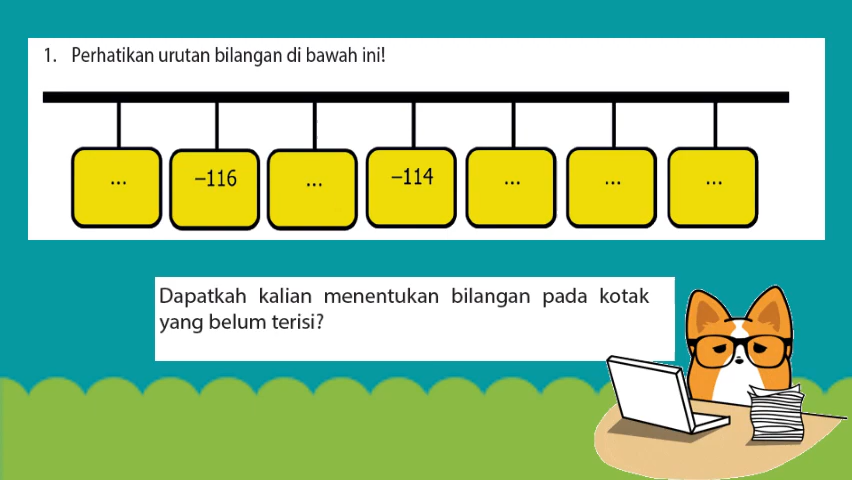 1. Perhatikan urutan bilangan di bawah ini!
... –116 ... –114 ... ... ...
Dapatkah kalian menentukan bilangan pada kotak
yang belum terisi?